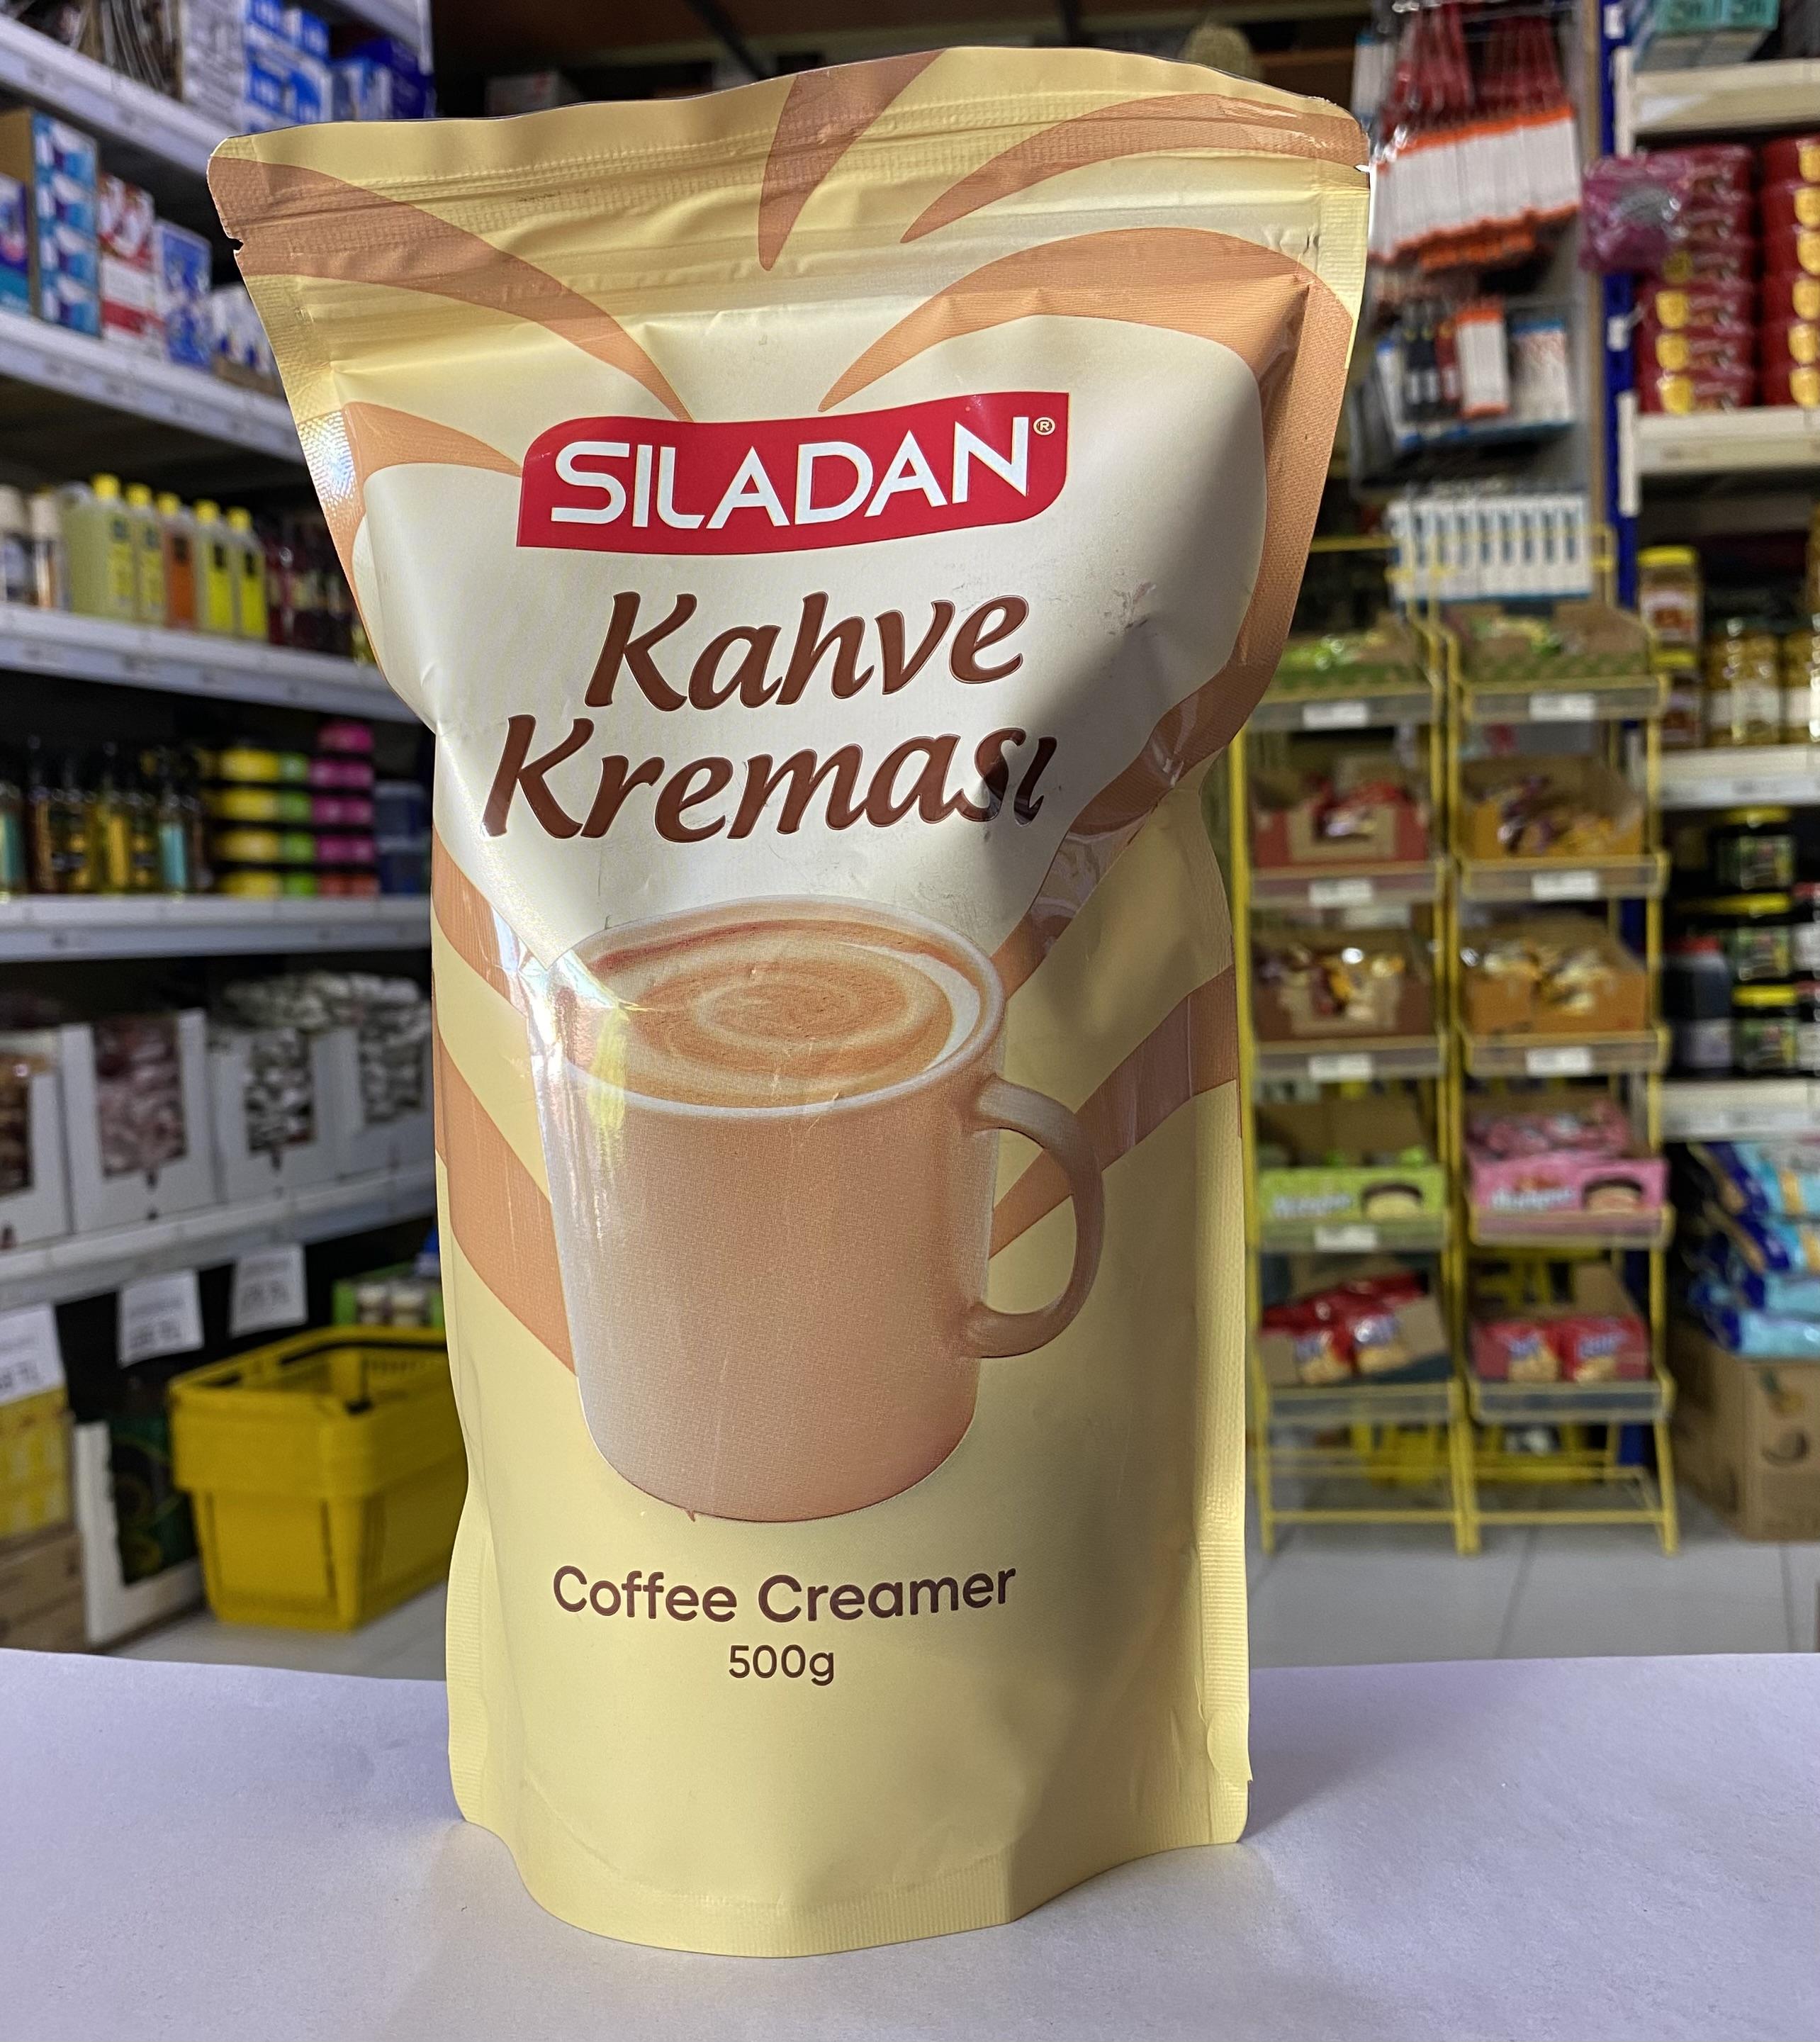 SILADAN®
Kahve
Kreması
Coffee Creamer
500g